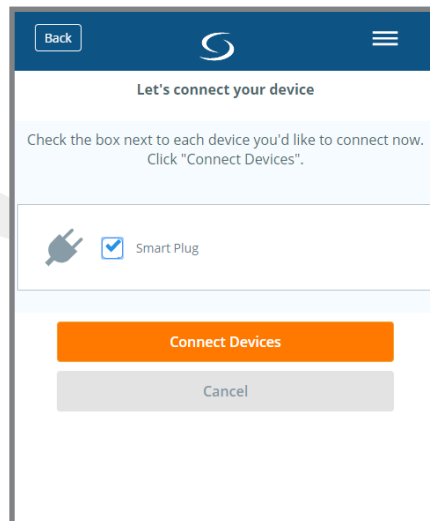 Back
Let's connect your device
Check the box next to each device you'd like to connect now.
Click "Connect Devices".
Smart Plug
Connect Devices
Cancel